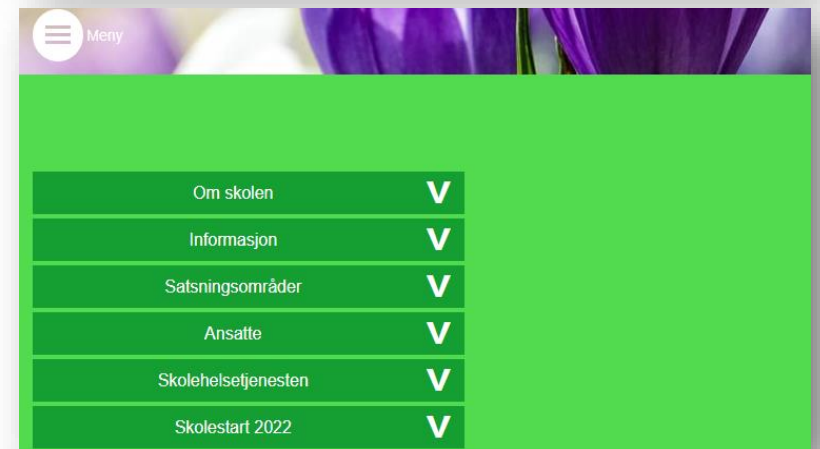 Meny
Om skolen V
Informasjon V
Satsningsområder V
Ansatte V
Skolehelsetjenesten V
Skolestart 2022 V